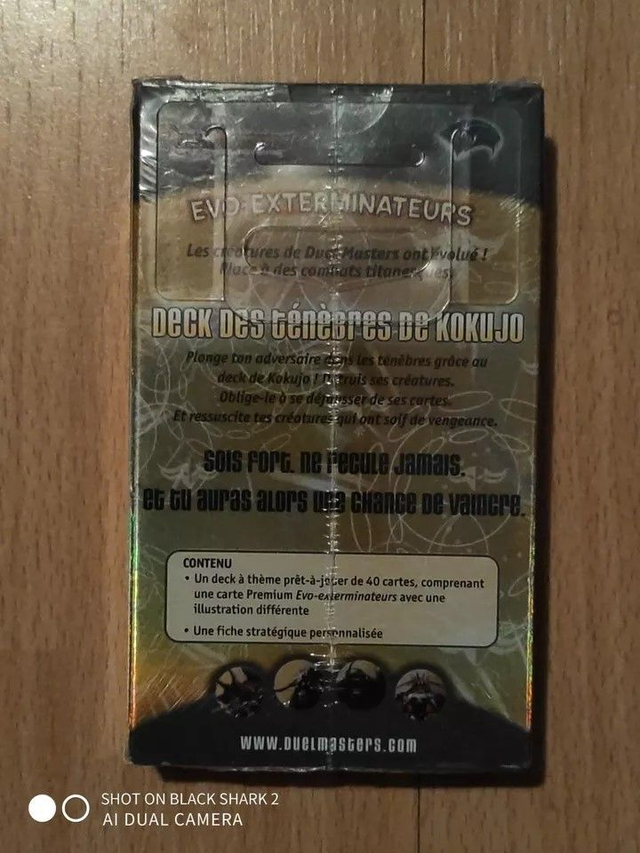 EVO-EXTERMINATEURS
Les créatures de Duel Masters ont évolué !
Place à des combats titanesques.
DECK DES TÉNÈBRES DE KOKUJO
Plonge ton adversaire dans les ténèbres grâce au
deck de Kokujo ! Détruis ses créatures.
Oblige-le à se défausser de ses cartes.
Et ressuscite tes créatures qui ont soif de vengeance.
SOIS FORT. NE RECULE JAMAIS.
ET TU AURAS ALORS UNE CHANCE DE VAINCRE.
CONTENU
• Un deck à thème prêt-à-jouer de 40 cartes, comprenant
une carte Premium Evo-exterminateurs avec une
illustration différente
• Une fiche stratégique personnalisée
WWW.DUELMASTERS.COM
SHOT ON BLACK SHARK 2
AI DUAL CAMERA